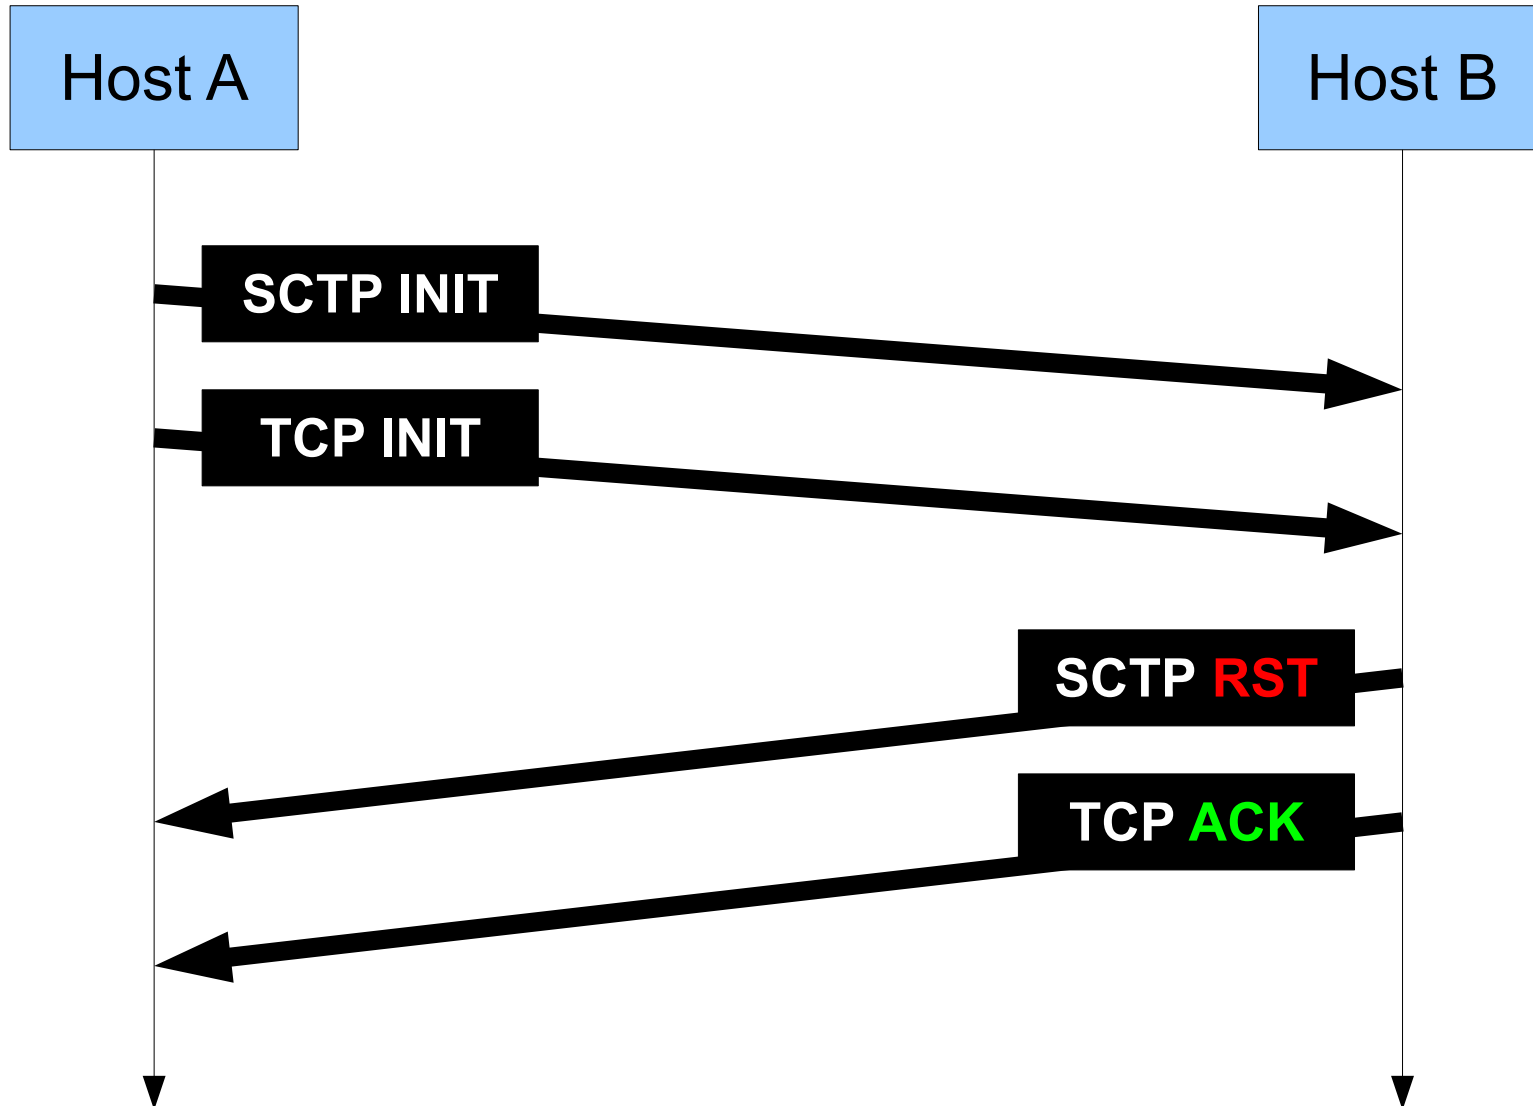 Host A
Host B
SCTP INIT
TCP INIT
SCTP RST
TCP ACK